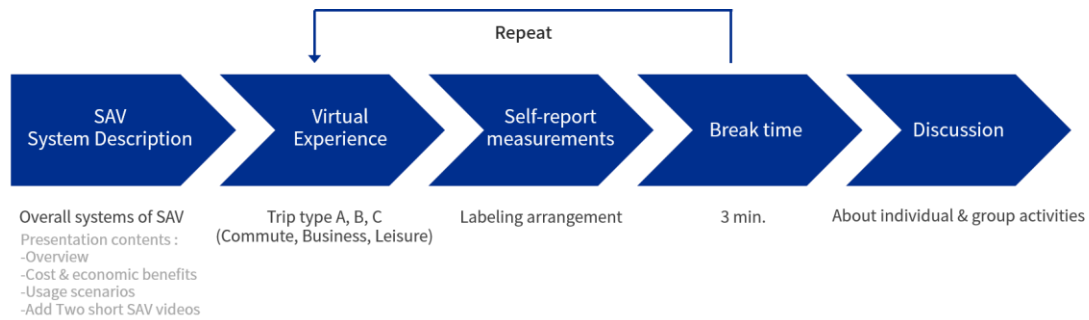 Repeat
SAV
System Description
Virtual
Experience
Self-report
measurements
Break time
Discussion
Overall systems of SAV
Presentation contents :
-Overview
-Cost & economic benefits
-Usage scenarios
-Add Two short SAV videos
Trip type A, B, C
(Commute, Business, Leisure)
Labeling arrangement
3 min.
About individual & group activities